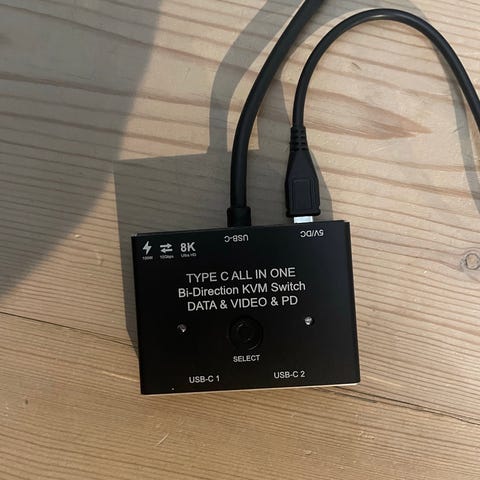 USB-C
5V/DC
8K
100W
10Gbps
Ultra HD
TYPE C ALL IN ONE
Bi-Direction KVM Switch
DATA & VIDEO & PD
SELECT
USB-C 1
USB-C 2